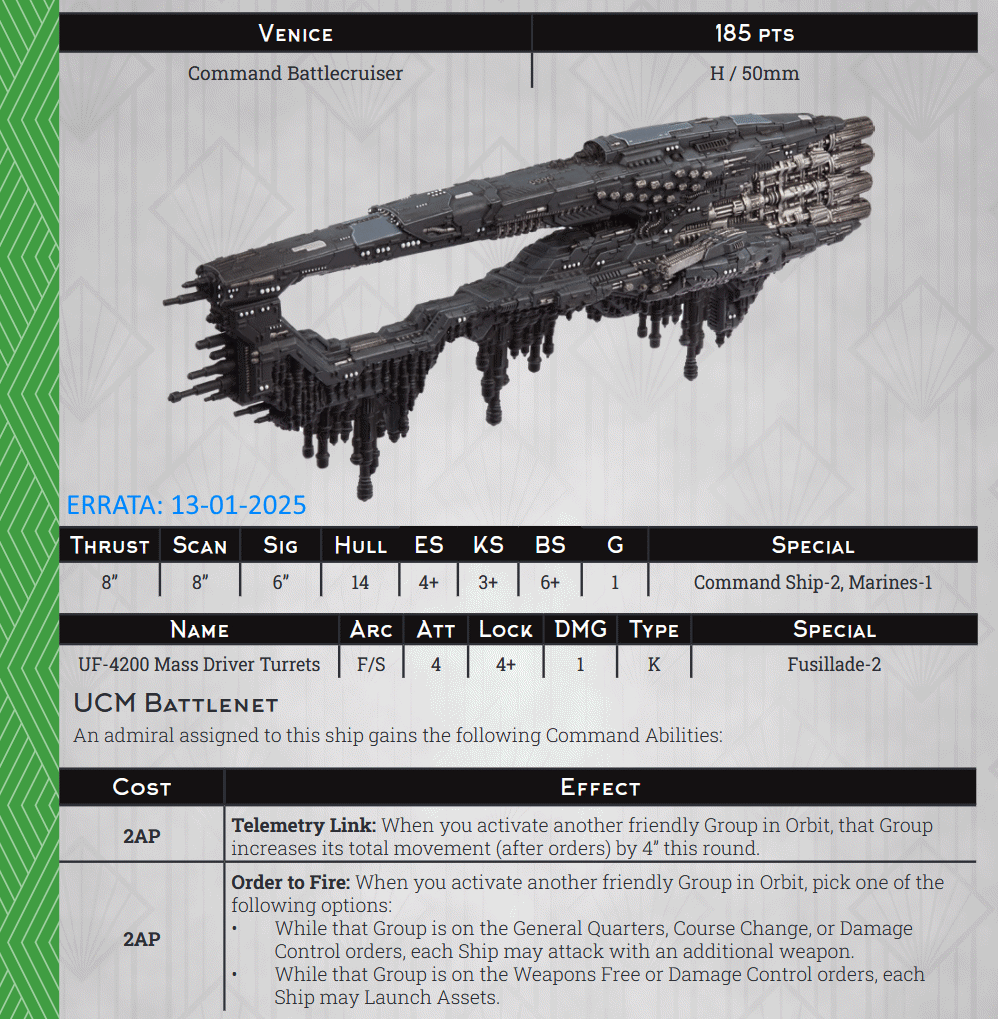 VENICE
185 PTS
Command Battlecruiser
H / 50mm
ERRATA: 13-01-2025
THRUST SCAN SIG HULL ES KS BS G SPECIAL
8” 8” 6” 14 4+ 3+ 6+ 1 Command Ship-2, Marines-1
NAME ARC ATT LOCK DMG TYPE SPECIAL
UF-4200 Mass Driver Turrets F/S 4 4+ 1 K Fusillade-2
UCM BATTLENET
An admiral assigned to this ship gains the following Command Abilities:
COST EFFECT
2AP
Telemetry Link: When you activate another friendly Group in Orbit, that Group
increases its total movement (after orders) by 4” this round.
2AP
Order to Fire: When you activate another friendly Group in Orbit, pick one of the
following options:
• While that Group is on the General Quarters, Course Change, or Damage
Control orders, each Ship may attack with an additional weapon.
• While that Group is on the Weapons Free or Damage Control orders, each
Ship may Launch Assets.